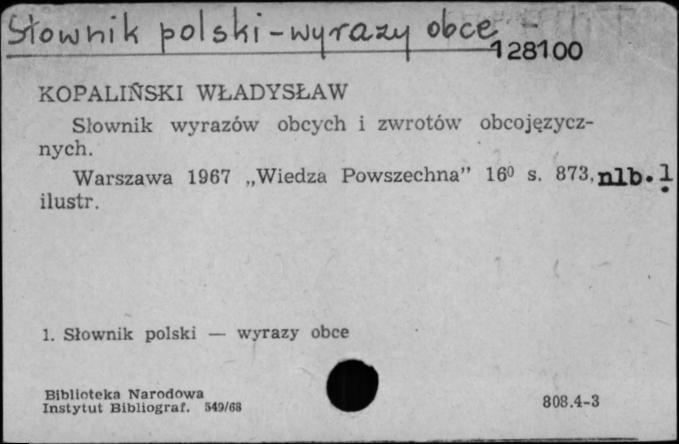 Słownik polski-wyrazy obce
128100
KOPALIŃSKI WŁADYSŁAW
Słownik wyrazów obcych i zwrotów obcojęzycz-
nych.
Warszawa 1967 „Wiedza Powszechna” 16⁰ s. 873, nlb. 1
ilustr.
1. Słownik polski — wyrazy obce
Biblioteka Narodowa
Instytut Bibliograf. 549/68
808.4-3